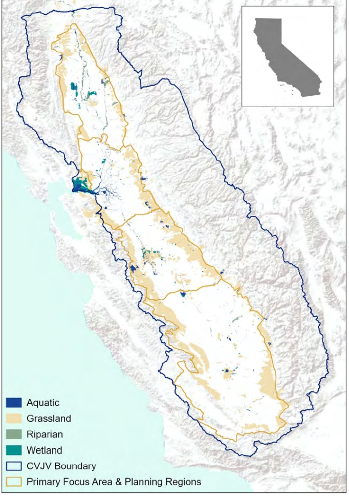 Aquatic
Grassland
Riparian
Wetland
CVJV Boundary
Primary Focus Area & Planning Regions